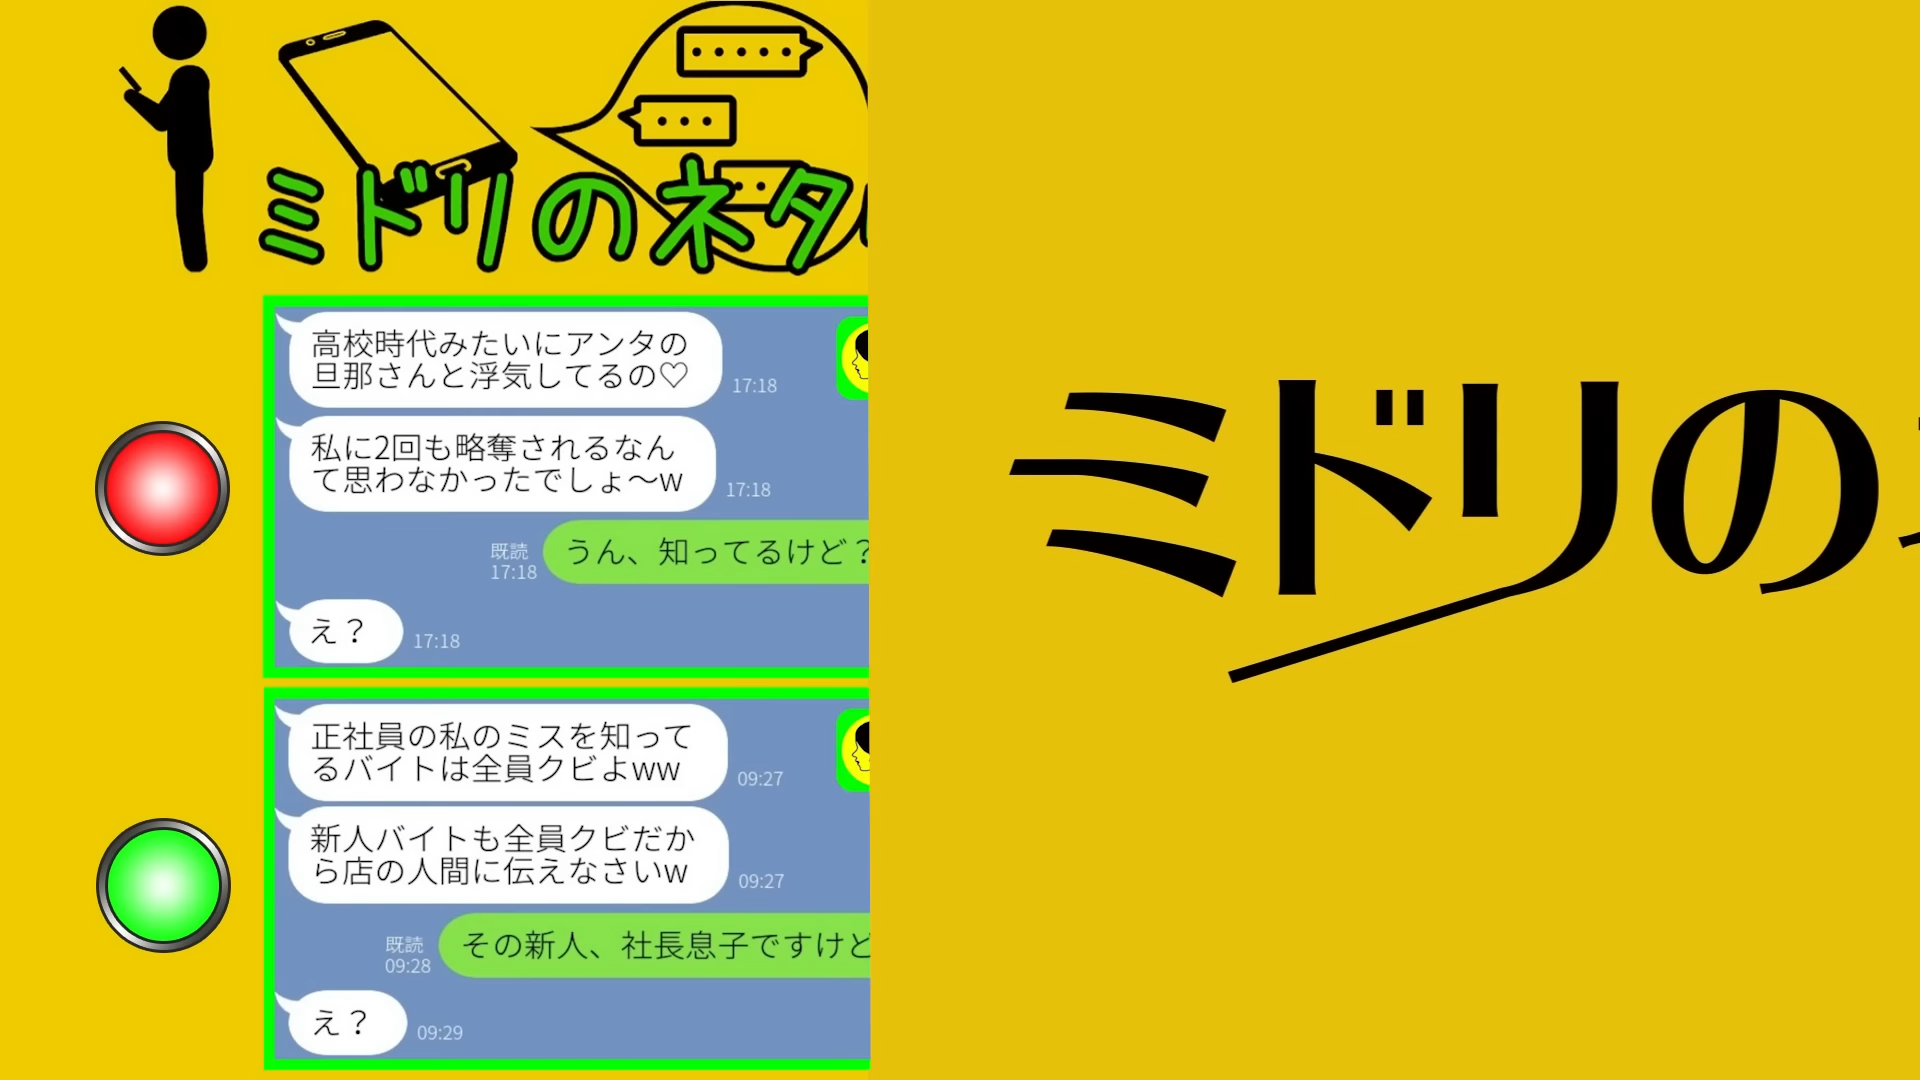 ミドリのネタ
高校時代みたいにアンタの
旦那さんと浮気してるの♡
17:18
私に2回も略奪されるなん
て思わなかったでしょ～w
17:18
うん、知ってるけど？
既読
17:18
え？
17:18
正社員の私のミスを知って
るバイトは全員クビよww
09:27
新人バイトも全員クビだか
ら店の人間に伝えなさいw
09:27
その新人、社長息子ですけど
既読
09:28
え？
09:29
ミドリの